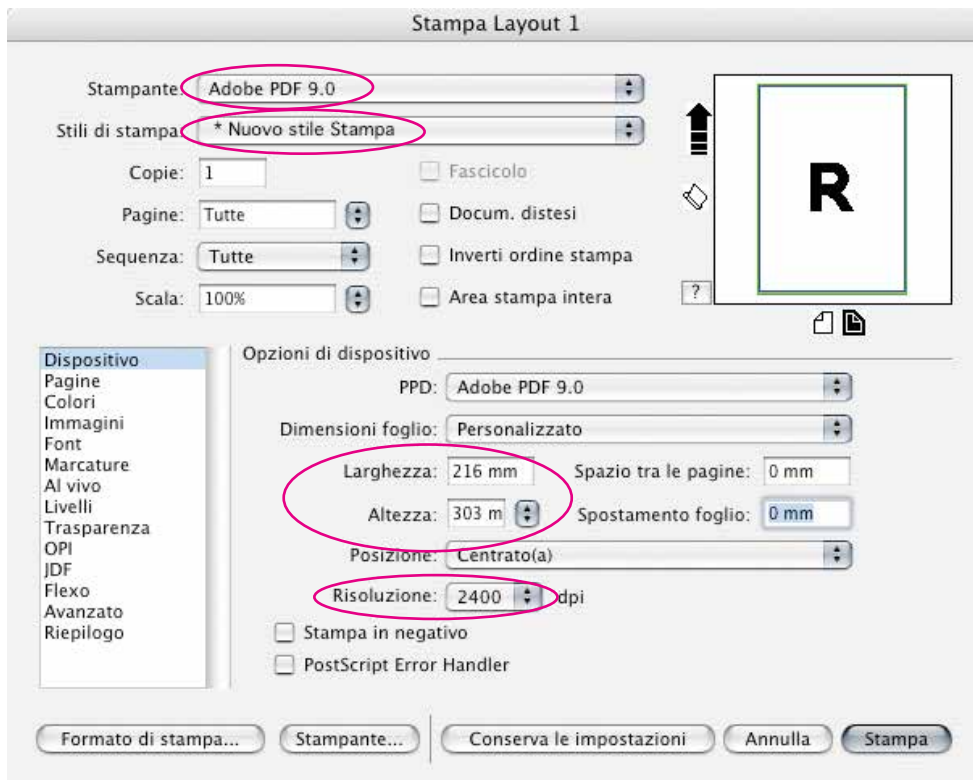 Stampa Layout 1
Stampante: Adobe PDF 9.0
Stili di stampa: * Nuovo stile Stampa
Copie: 1 Fascicolo
Pagine: Tutte Docum. distesi
Sequenza: Tutte Inverti ordine stampa
Scala: 100% Area stampa intera
R
?
Dispositivo
Pagine
Colori
Immagini
Font
Marcature
Al vivo
Livelli
Trasparenza
OPI
JDF
Flexo
Avanzato
Riepilogo
Opzioni di dispositivo
PPD: Adobe PDF 9.0
Dimensioni foglio: Personalizzato
Larghezza: 216 mm Spazio tra le pagine: 0 mm
Altezza: 303 m Spostamento foglio: 0 mm
Posizione: Centrato(a)
Risoluzione: 2400 dpi
Stampa in negativo
PostScript Error Handler
Formato di stampa... Stampante... Conserva le impostazioni Annulla Stampa